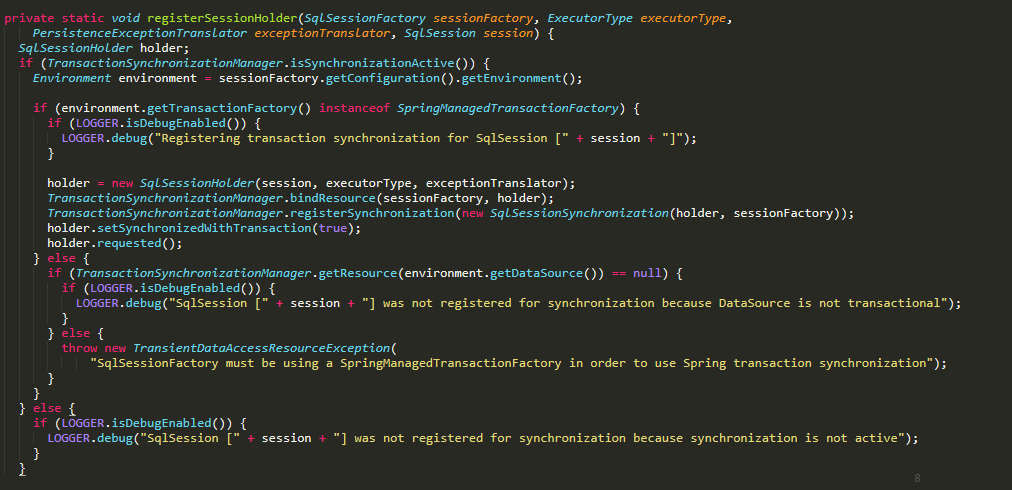 private static void registerSessionHolder(SqlSessionFactory sessionFactory, ExecutorType executorType,
    PersistenceExceptionTranslator exceptionTranslator, SqlSession session) {
  SqlSessionHolder holder;
  if (TransactionSynchronizationManager.isSynchronizationActive()) {
    Environment environment = sessionFactory.getConfiguration().getEnvironment();
    if (environment.getTransactionFactory() instanceof SpringManagedTransactionFactory) {
      if (LOGGER.isDebugEnabled()) {
        LOGGER.debug("Registering transaction synchronization for SqlSession [" + session + "]");
      }
      holder = new SqlSessionHolder(session, executorType, exceptionTranslator);
      TransactionSynchronizationManager.bindResource(sessionFactory, holder);
      TransactionSynchronizationManager.registerSynchronization(new SqlSessionSynchronization(holder, sessionFactory));
      holder.setSynchronizedWithTransaction(true);
      holder.requested();
    } else {
      if (TransactionSynchronizationManager.getResource(environment.getDataSource()) == null) {
        if (LOGGER.isDebugEnabled()) {
          LOGGER.debug("SqlSession [" + session + "] was not registered for synchronization because DataSource is not transactional");
        }
      } else {
        throw new TransientDataAccessResourceException(
            "SqlSessionFactory must be using a SpringManagedTransactionFactory in order to use Spring transaction synchronization");
      }
    }
  } else {
    if (LOGGER.isDebugEnabled()) {
      LOGGER.debug("SqlSession [" + session + "] was not registered for synchronization because synchronization is not active");
    }
  }
8